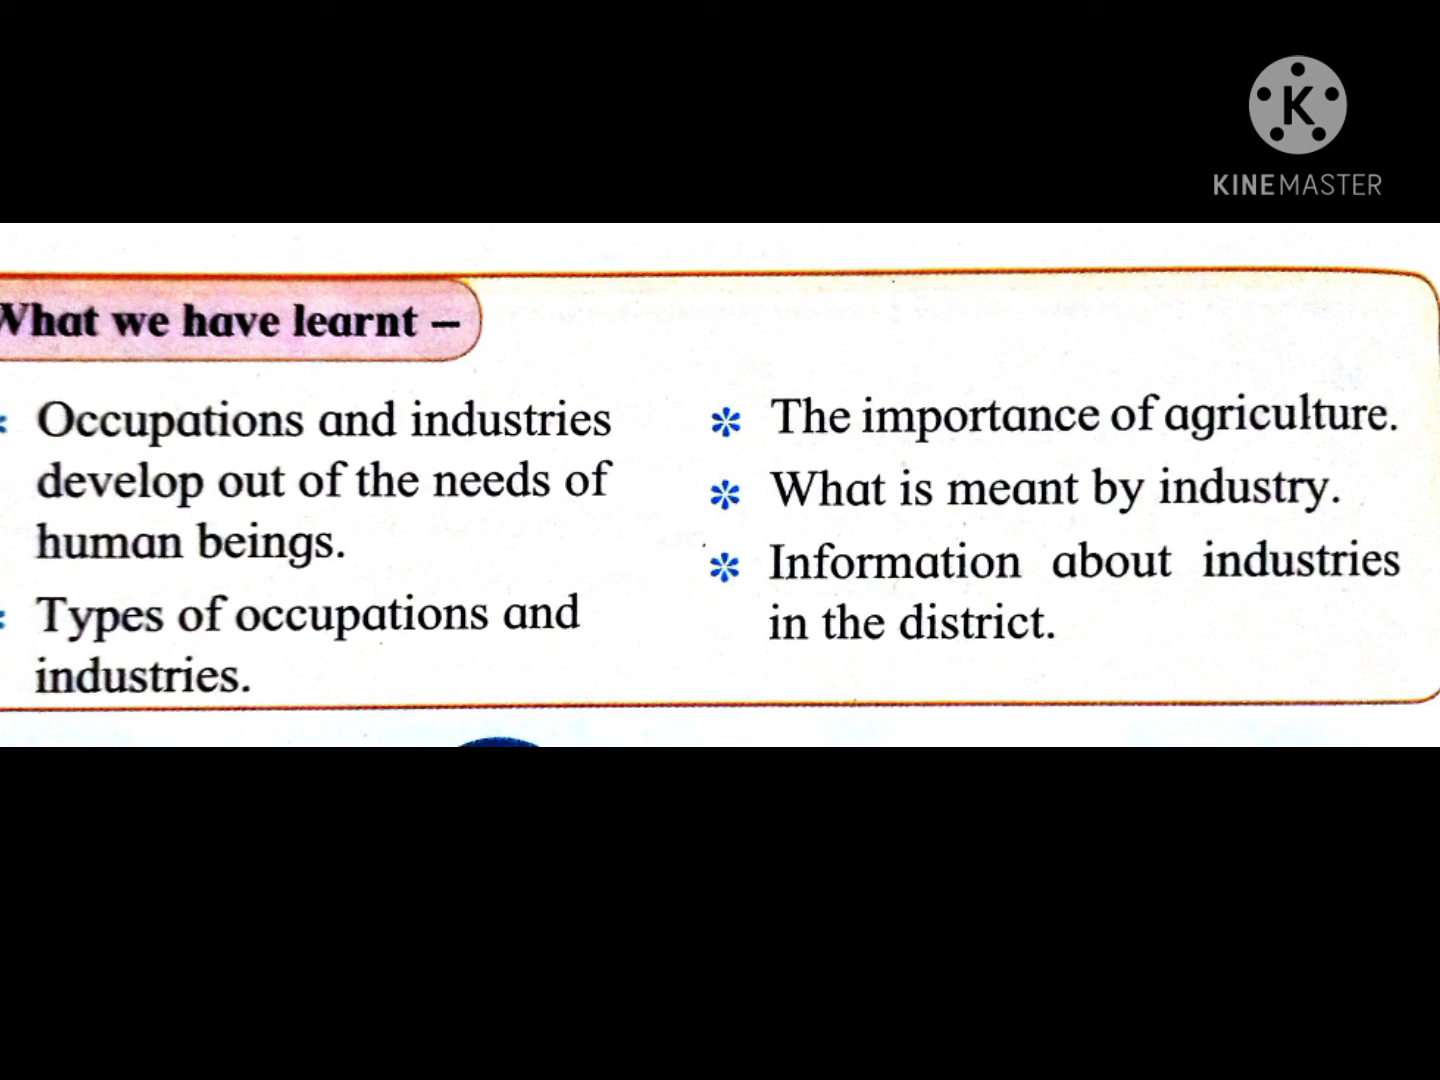 KINEMASTER
What we have learnt –
* Occupations and industries
develop out of the needs of
human beings.
* Types of occupations and
industries.
* The importance of agriculture.
* What is meant by industry.
* Information about industries
in the district.